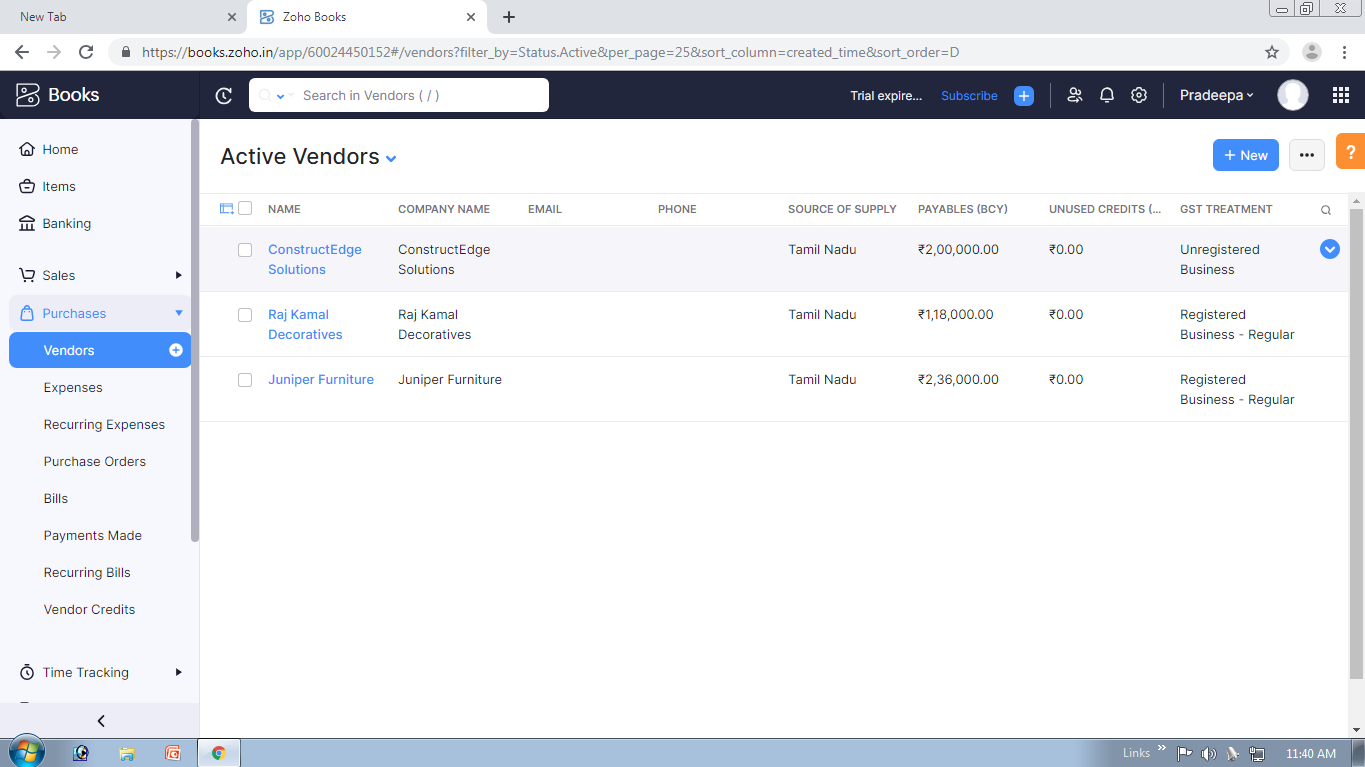 New Tab
Zoho Books
https://books.zoho.in/app/60024450152#/vendors?filter_by=Status.Active&per_page=25&sort_column=created_time&sort_order=D
Books
Search in Vendors ( / )
Trial expire...
Subscribe
Pradeepa
Home
Items
Banking
Sales
Purchases
Vendors
Expenses
Recurring Expenses
Purchase Orders
Bills
Payments Made
Recurring Bills
Vendor Credits
Time Tracking
Active Vendors
+ New
?
NAME COMPANY NAME EMAIL PHONE SOURCE OF SUPPLY PAYABLES (BCY) UNUSED CREDITS (... GST TREATMENT
ConstructEdge ConstructEdge Tamil Nadu ₹2,00,000.00 ₹0.00 Unregistered
Solutions Solutions Business
Raj Kamal Raj Kamal Tamil Nadu ₹1,18,000.00 ₹0.00 Registered
Decoratives Decoratives Business - Regular
Juniper Furniture Juniper Furniture Tamil Nadu ₹2,36,000.00 ₹0.00 Registered
Business - Regular
Links
11:40 AM